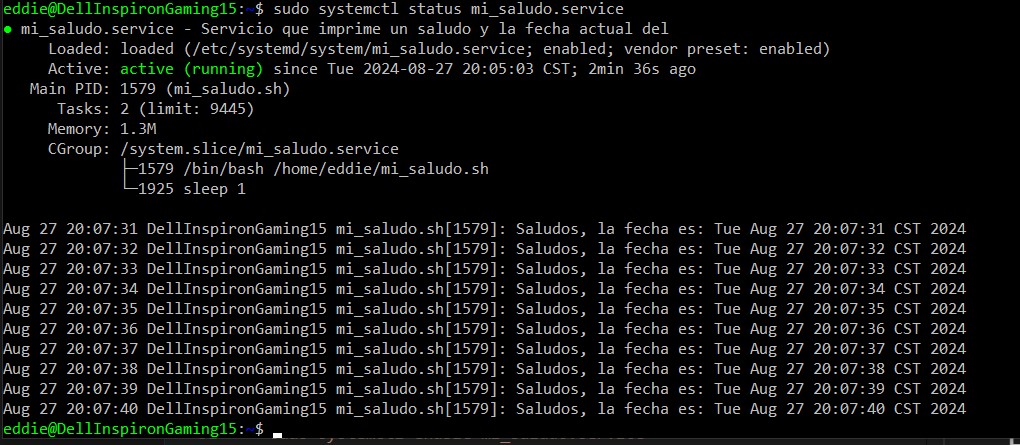 eddie@DellInspironGaming15:~$ sudo systemctl status mi_saludo.service
● mi_saludo.service - Servicio que imprime un saludo y la fecha actual del
Loaded: loaded (/etc/systemd/system/mi_saludo.service; enabled; vendor preset: enabled)
Active: active (running) since Tue 2024-08-27 20:05:03 CST; 2min 36s ago
Main PID: 1579 (mi_saludo.sh)
Tasks: 2 (limit: 9445)
Memory: 1.3M
CGroup: /system.slice/mi_saludo.service
├─1579 /bin/bash /home/eddie/mi_saludo.sh
└─1925 sleep 1
Aug 27 20:07:31 DellInspironGaming15 mi_saludo.sh[1579]: Saludos, la fecha es: Tue Aug 27 20:07:31 CST 2024
Aug 27 20:07:32 DellInspironGaming15 mi_saludo.sh[1579]: Saludos, la fecha es: Tue Aug 27 20:07:32 CST 2024
Aug 27 20:07:33 DellInspironGaming15 mi_saludo.sh[1579]: Saludos, la fecha es: Tue Aug 27 20:07:33 CST 2024
Aug 27 20:07:34 DellInspironGaming15 mi_saludo.sh[1579]: Saludos, la fecha es: Tue Aug 27 20:07:34 CST 2024
Aug 27 20:07:35 DellInspironGaming15 mi_saludo.sh[1579]: Saludos, la fecha es: Tue Aug 27 20:07:35 CST 2024
Aug 27 20:07:36 DellInspironGaming15 mi_saludo.sh[1579]: Saludos, la fecha es: Tue Aug 27 20:07:36 CST 2024
Aug 27 20:07:37 DellInspironGaming15 mi_saludo.sh[1579]: Saludos, la fecha es: Tue Aug 27 20:07:37 CST 2024
Aug 27 20:07:38 DellInspironGaming15 mi_saludo.sh[1579]: Saludos, la fecha es: Tue Aug 27 20:07:38 CST 2024
Aug 27 20:07:39 DellInspironGaming15 mi_saludo.sh[1579]: Saludos, la fecha es: Tue Aug 27 20:07:39 CST 2024
Aug 27 20:07:40 DellInspironGaming15 mi_saludo.sh[1579]: Saludos, la fecha es: Tue Aug 27 20:07:40 CST 2024
eddie@DellInspironGaming15:~$